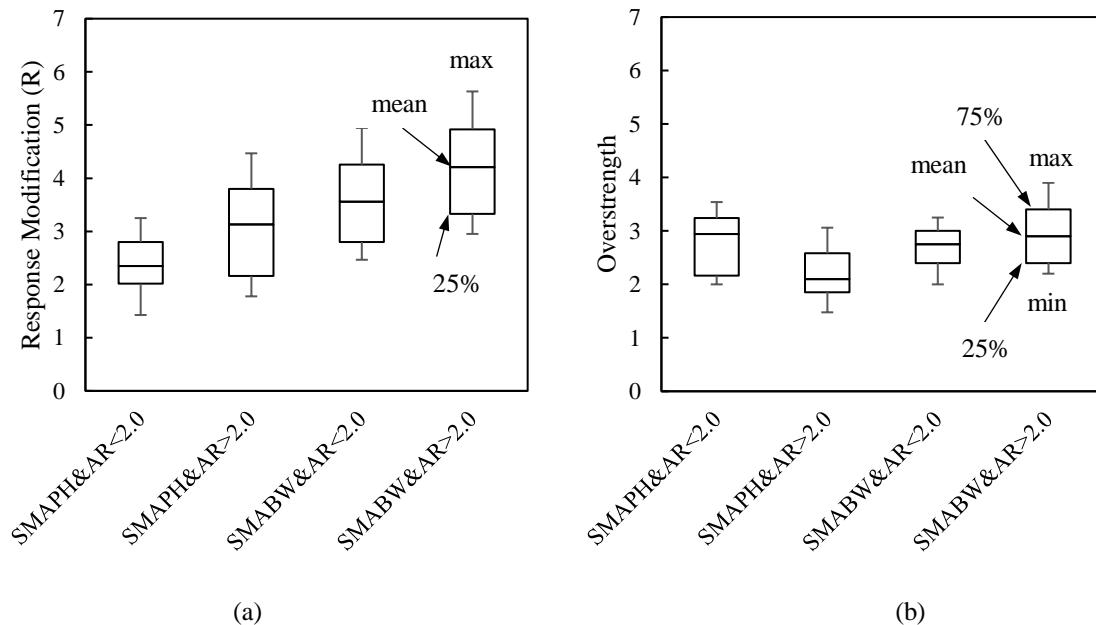 7
6
5
4
3
2
1
0
Response Modification (R)
max
mean
25%
SMAPH&AR<2.0
SMAPH&AR>2.0
SMABW&AR<2.0
SMABW&AR>2.0
(a)
7
6
5
4
3
2
1
0
Overstrength
75%
mean
max
min
25%
SMAPH&AR<2.0
SMAPH&AR>2.0
SMABW&AR<2.0
SMABW&AR>2.0
(b)